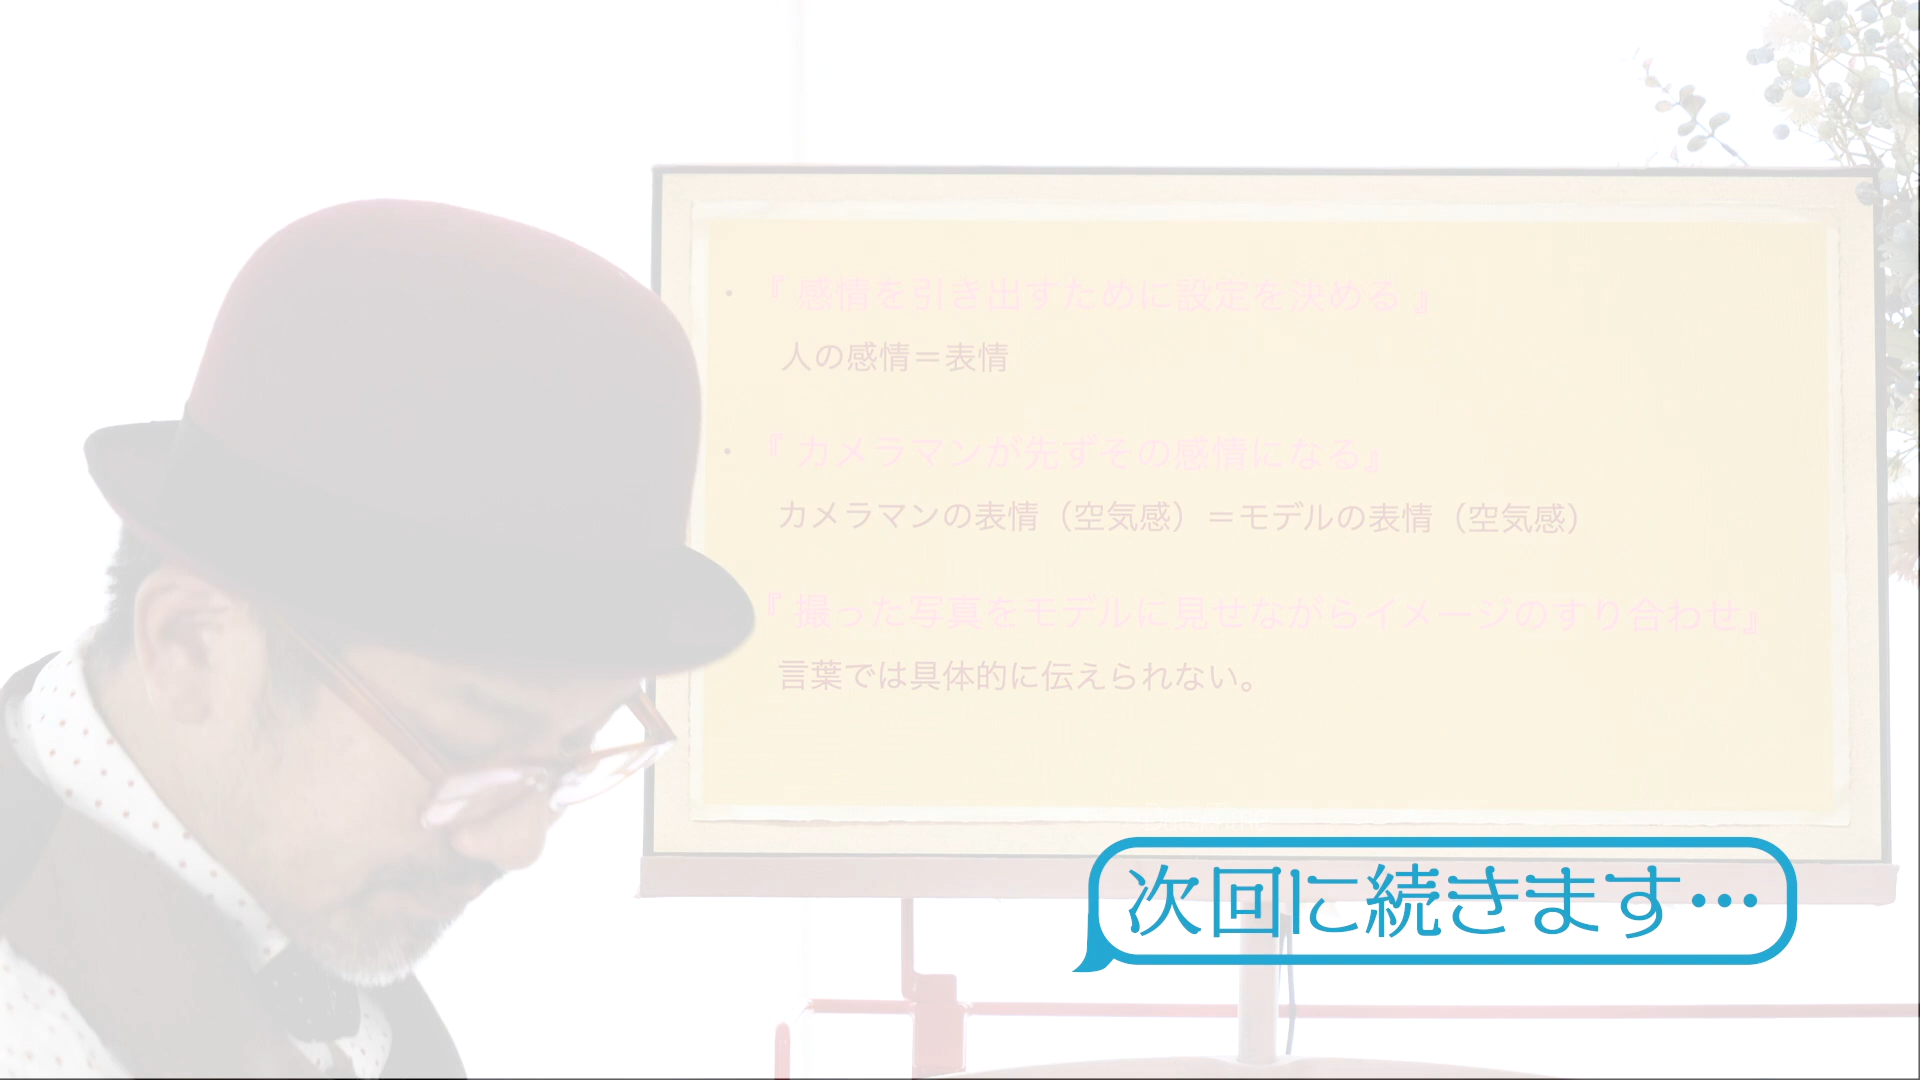 ・『 感情を引き出すために設定を決める 』
人の感情＝表情
・『 カメラマンが先ずその感情になる』
カメラマンの表情（空気感）＝モデルの表情（空気感）
『 撮った写真をモデルに見せながらイメージのすり合わせ』
言葉では具体的に伝えられない。
次回に続きます…